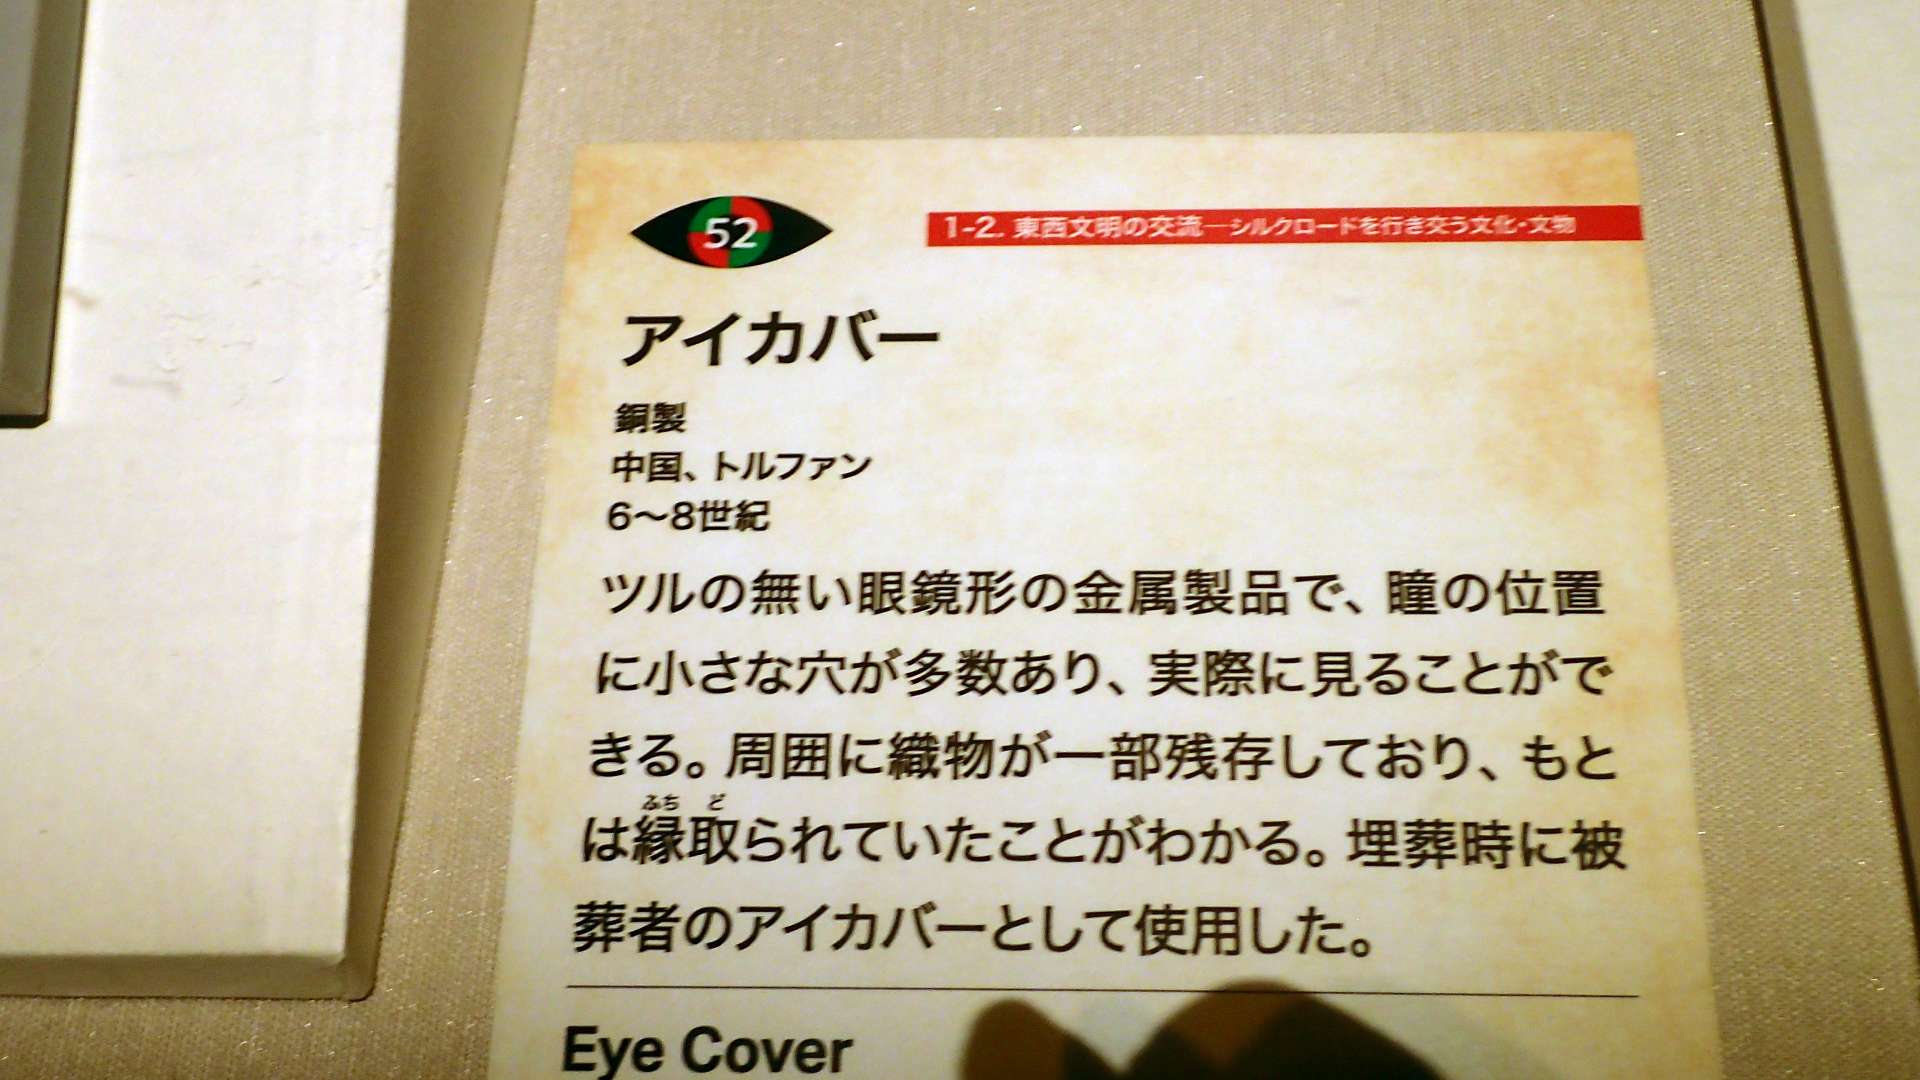 52
1-2. 東西文明の交流―シルクロードを行き交う文化・文物
アイカバー
銅製
中国、トルファン
6～8世紀
ツルの無い眼鏡形の金属製品で、瞳の位置
に小さな穴が多数あり、実際に見ることがで
きる。周囲に織物が一部残存しており、もと
ふち ど
は縁取られていたことがわかる。埋葬時に被
葬者のアイカバーとして使用した。
Eye Cover